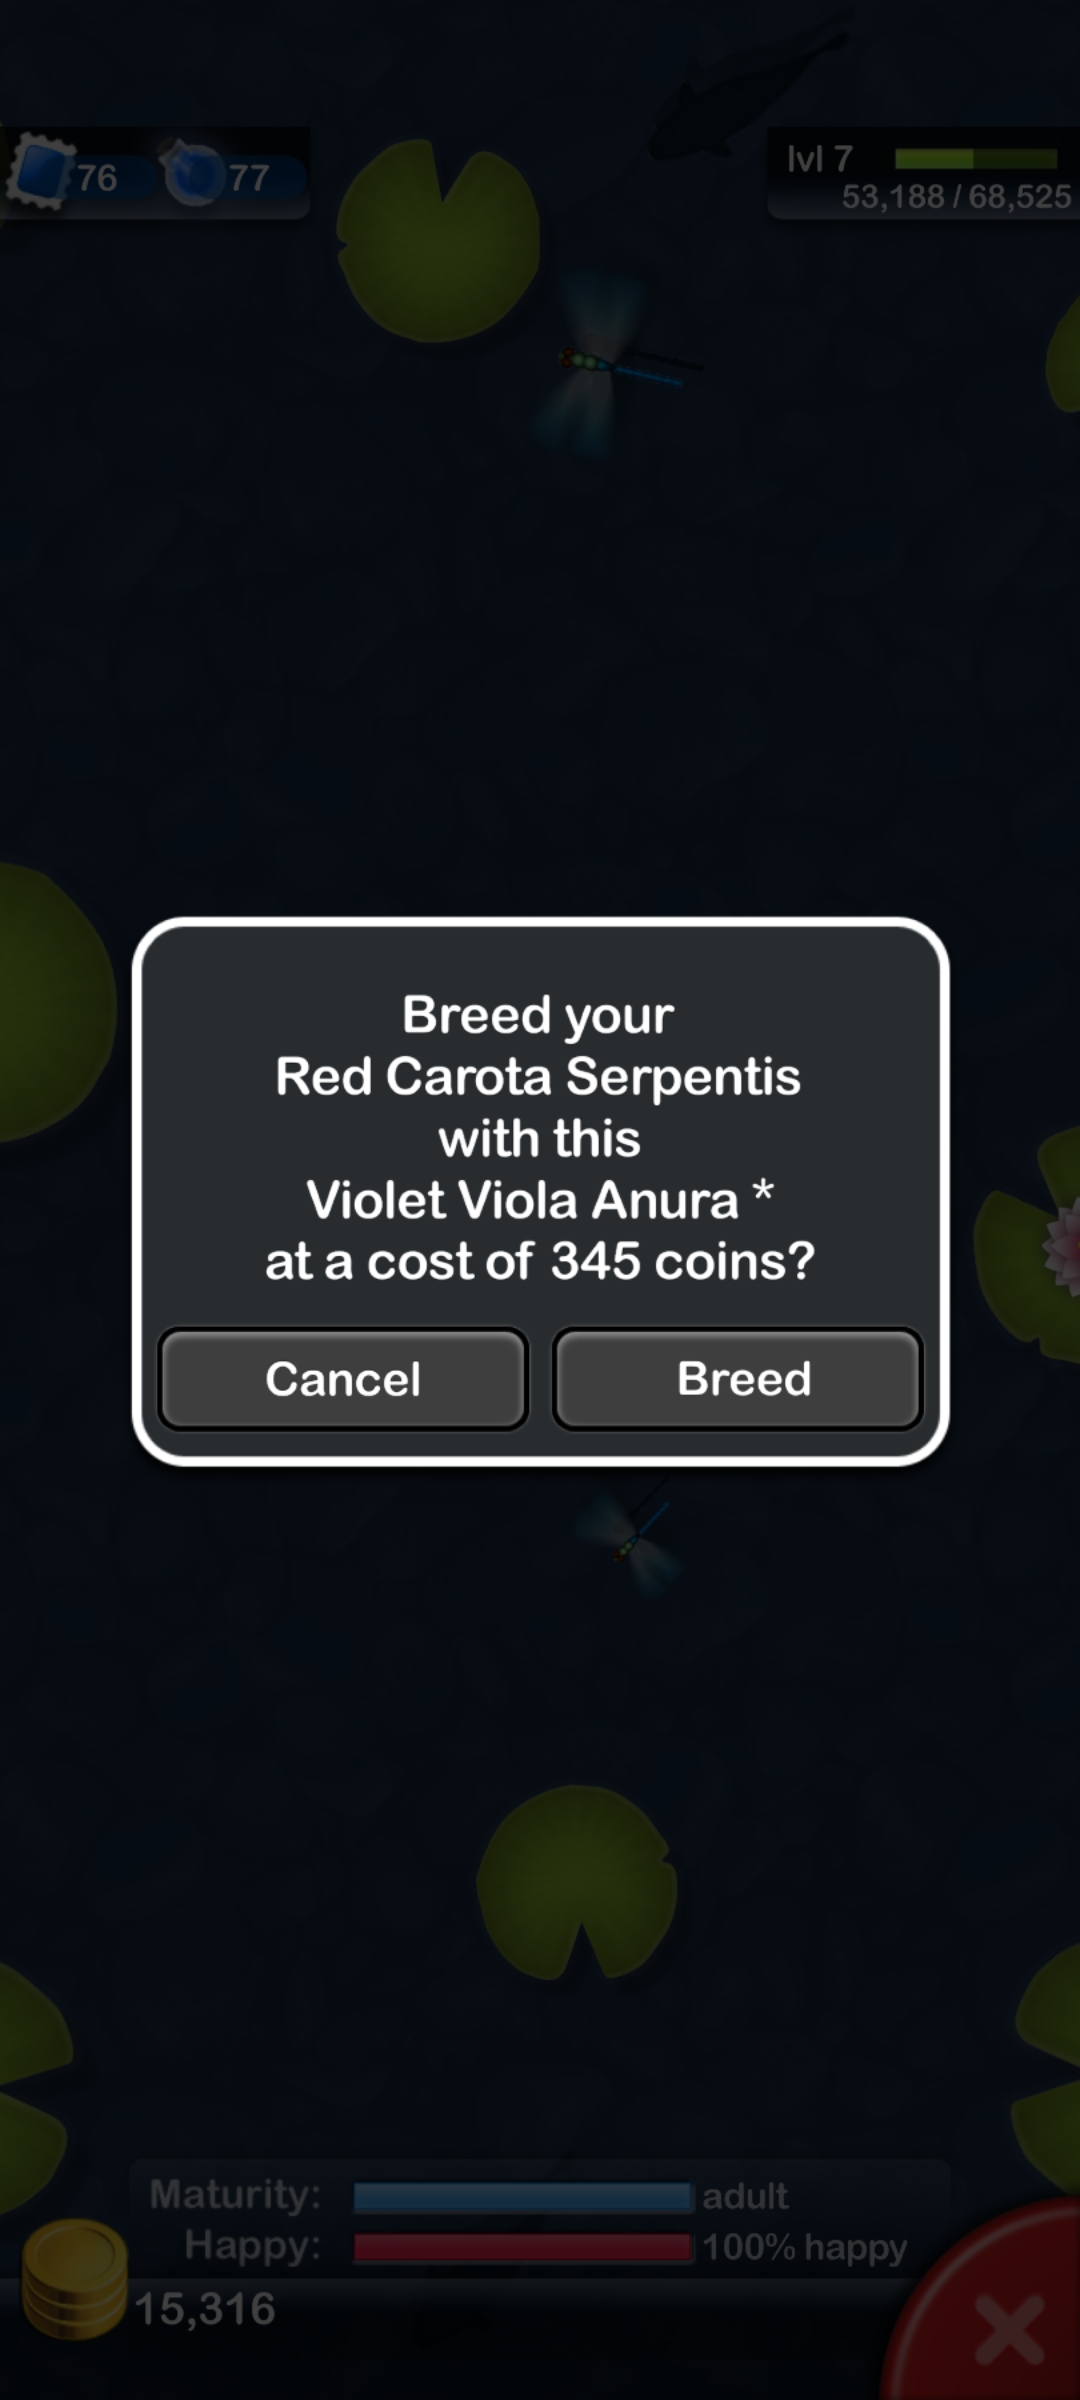 76
77
lvl 7
53,188 / 68,525
Breed your
Red Carota Serpentis
with this
Violet Viola Anura *
at a cost of 345 coins?
Cancel
Breed
Maturity:
adult
Happy:
100% happy
15,316